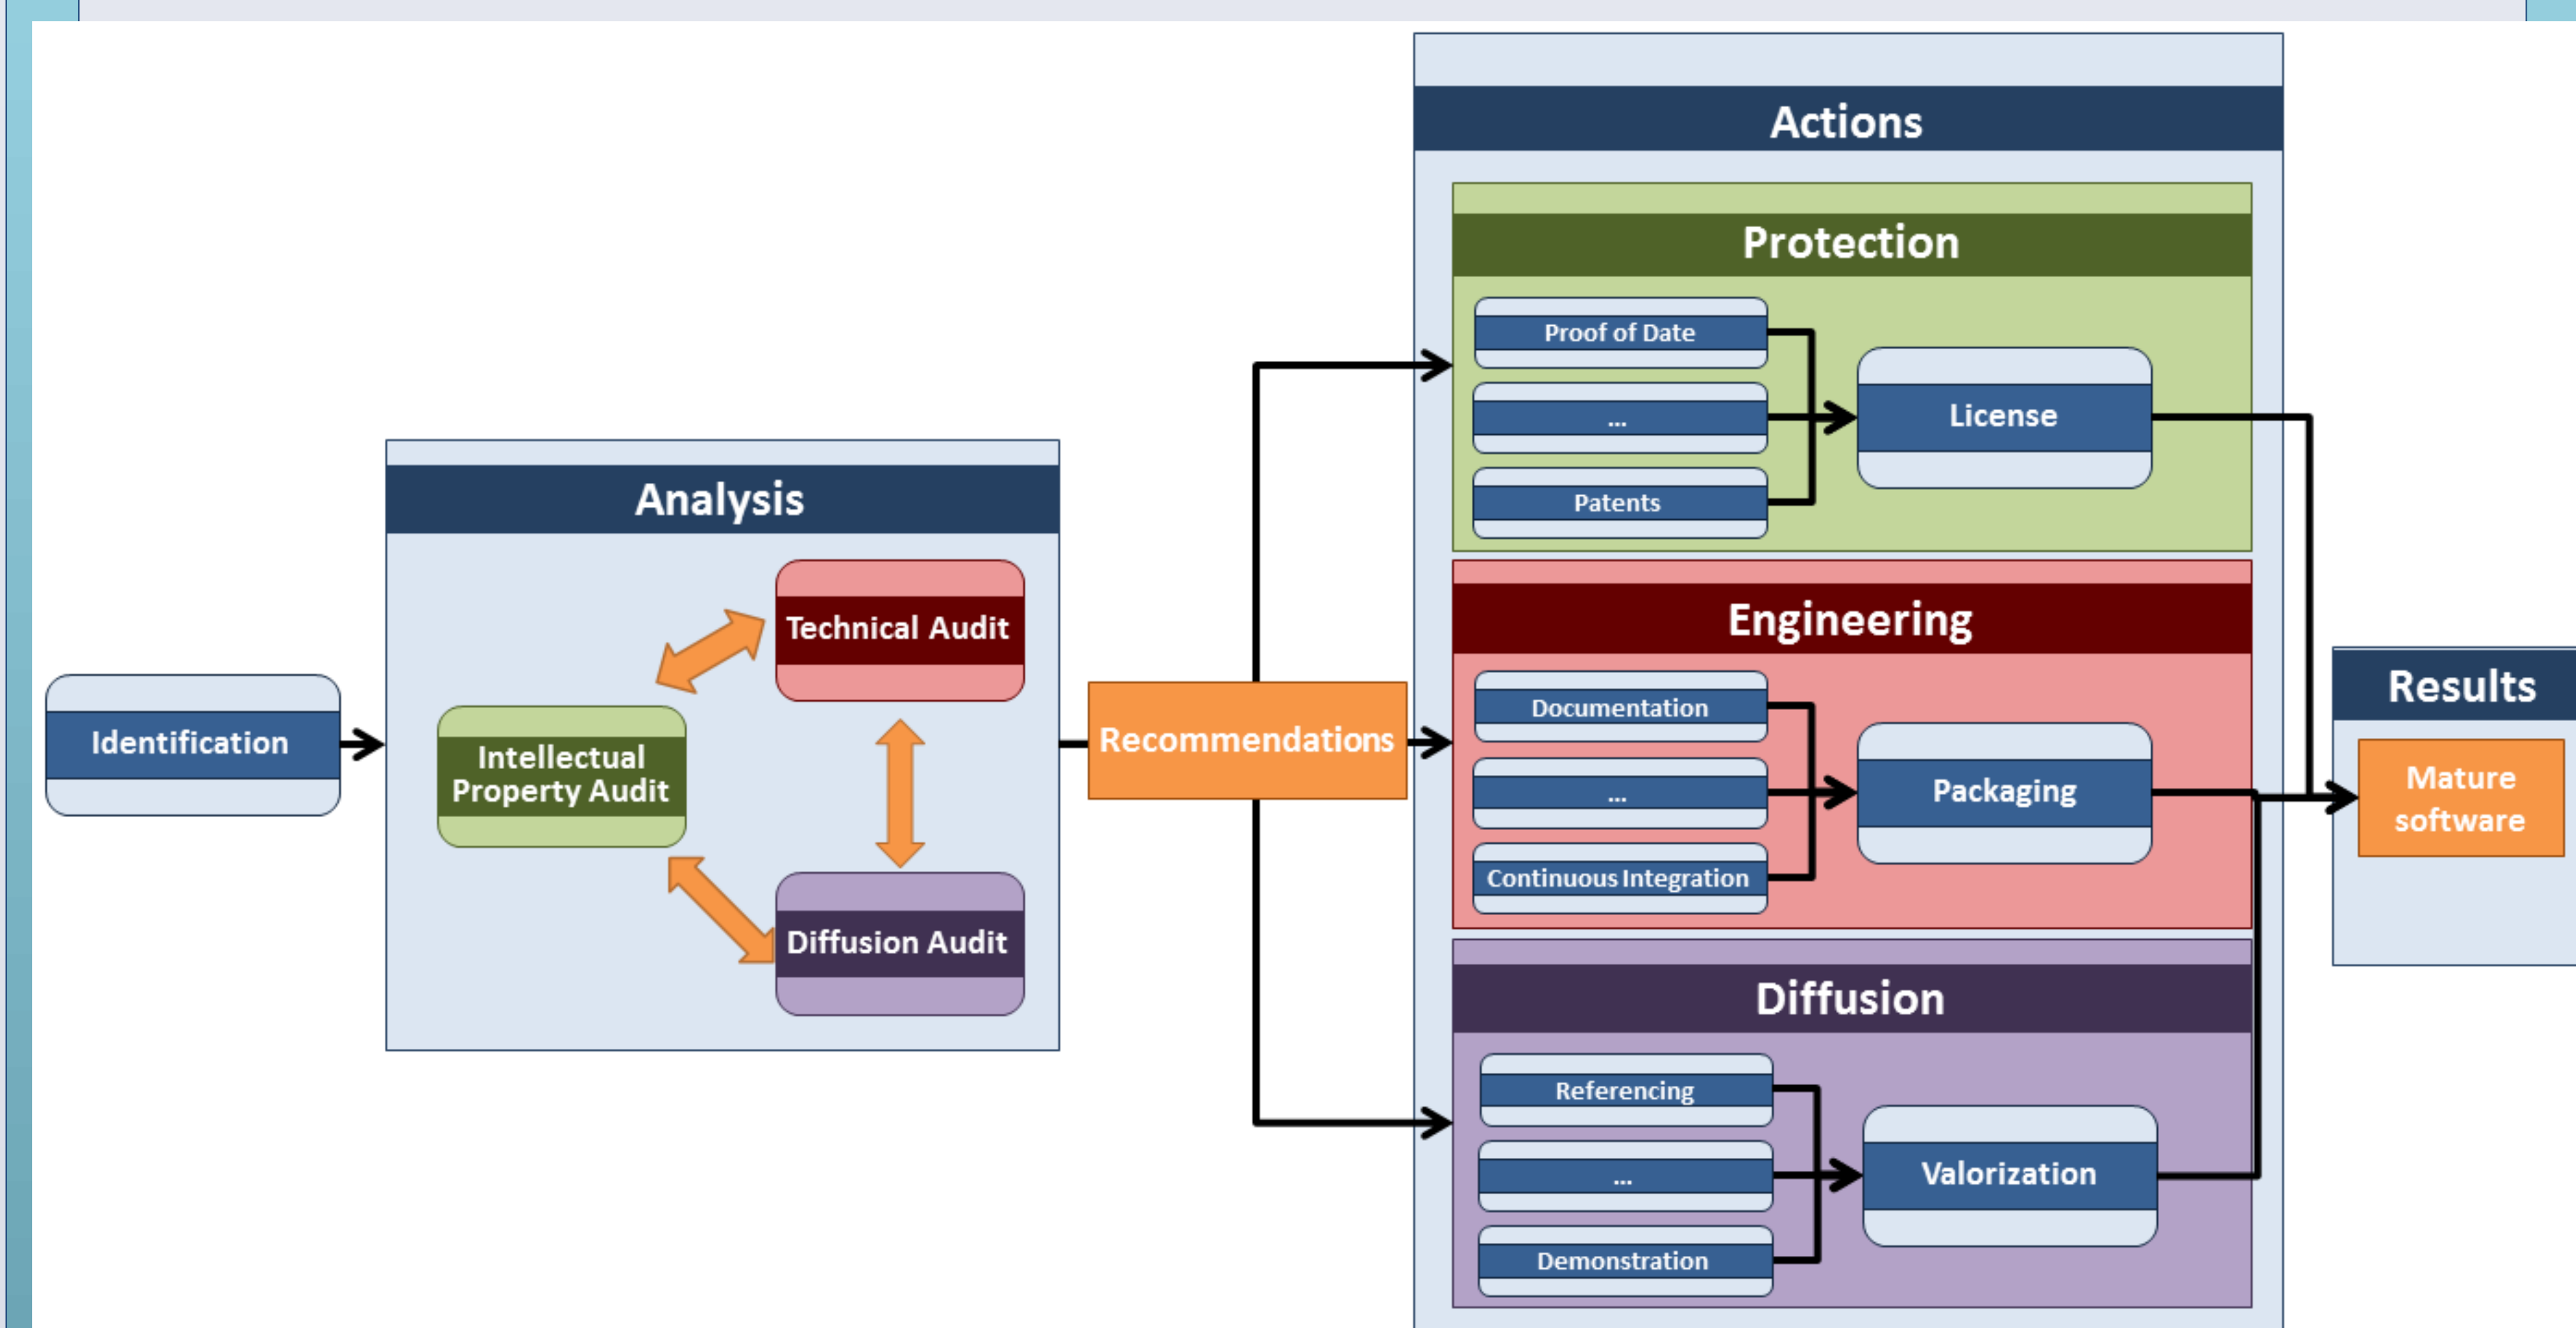 Identification
Analysis
Technical Audit
Intellectual
Property Audit
Diffusion Audit
Recommendations
Actions
Protection
Proof of Date
...
Patents
License
Engineering
Documentation
...
Continuous Integration
Packaging
Diffusion
Referencing
...
Demonstration
Valorization
Results
Mature
software